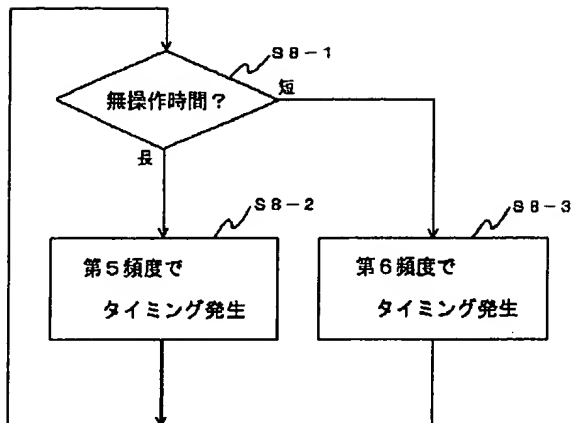 S8-1
無操作時間?
短
長
S8-2
S8-3
第5頻度で
タイミング発生
第6頻度で
タイミング発生